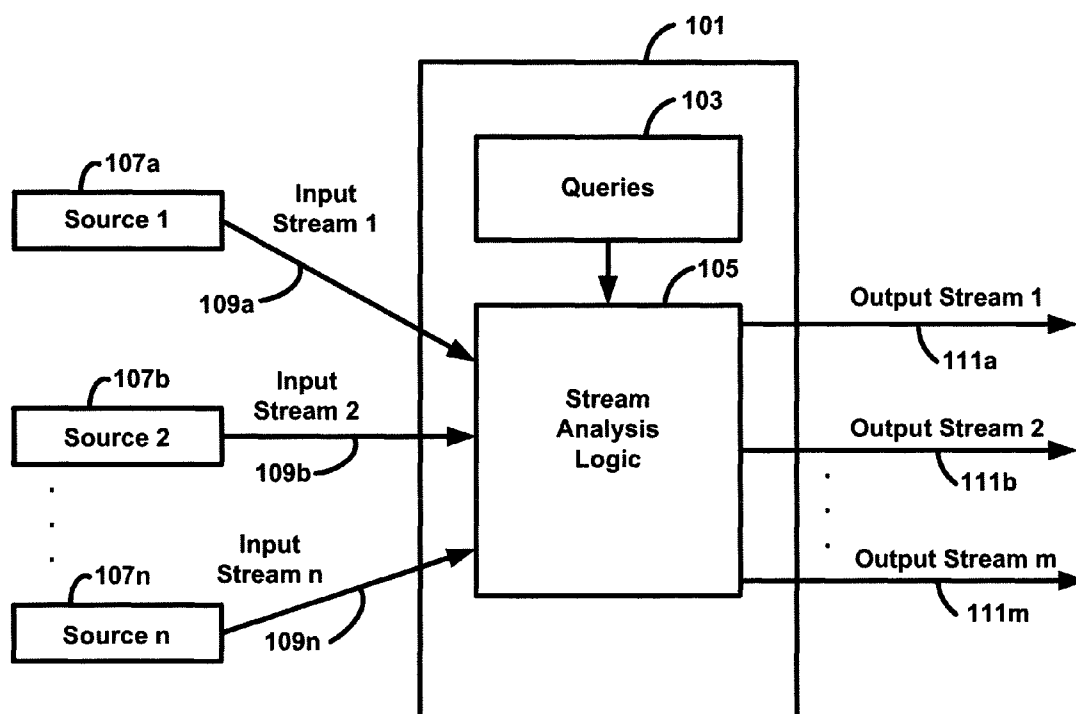 101
103
Queries
107a
Source 1
Input
Stream 1
109a
105
Stream
Analysis
Logic
Output Stream 1
111a
107b
Source 2
Input
Stream 2
109b
Output Stream 2
111b
107n
Source n
Input
Stream n
109n
Output Stream m
111m